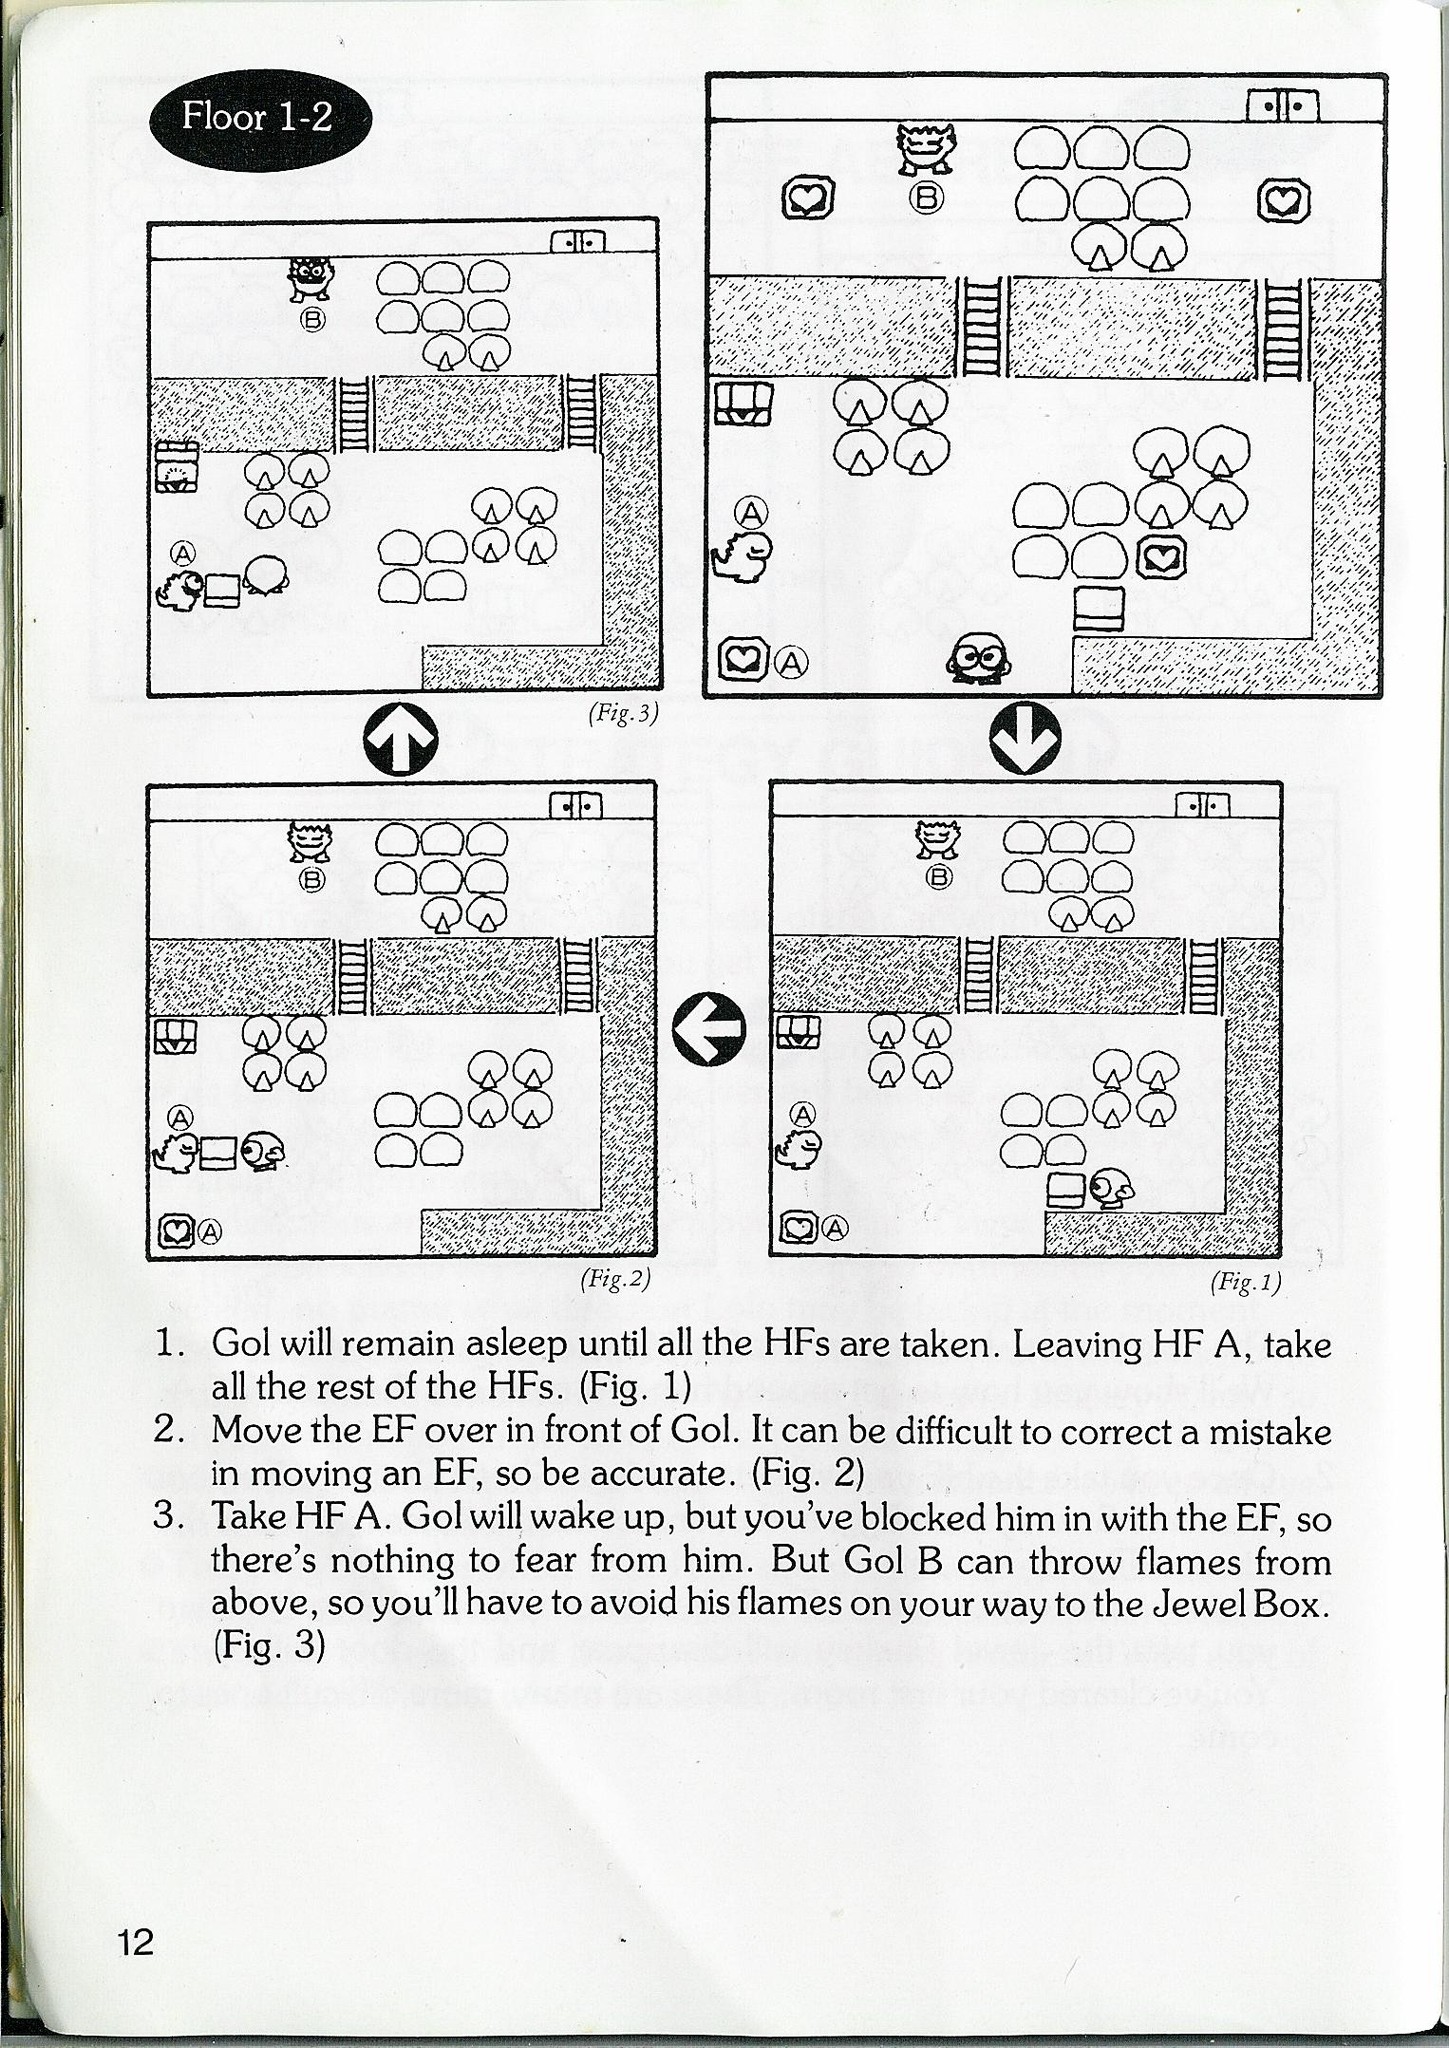 Floor 1-2
B
A
A
B
A
(Fig.3)
B
A
A
(Fig.2)
B
A
A
(Fig.1)
1. Gol will remain asleep until all the HFs are taken. Leaving HF A, take
all the rest of the HFs. (Fig. 1)
2. Move the EF over in front of Gol. It can be difficult to correct a mistake
in moving an EF, so be accurate. (Fig. 2)
3. Take HF A. Gol will wake up, but you've blocked him in with the EF, so
there's nothing to fear from him. But Gol B can throw flames from
above, so you'll have to avoid his flames on your way to the Jewel Box.
(Fig. 3)
12